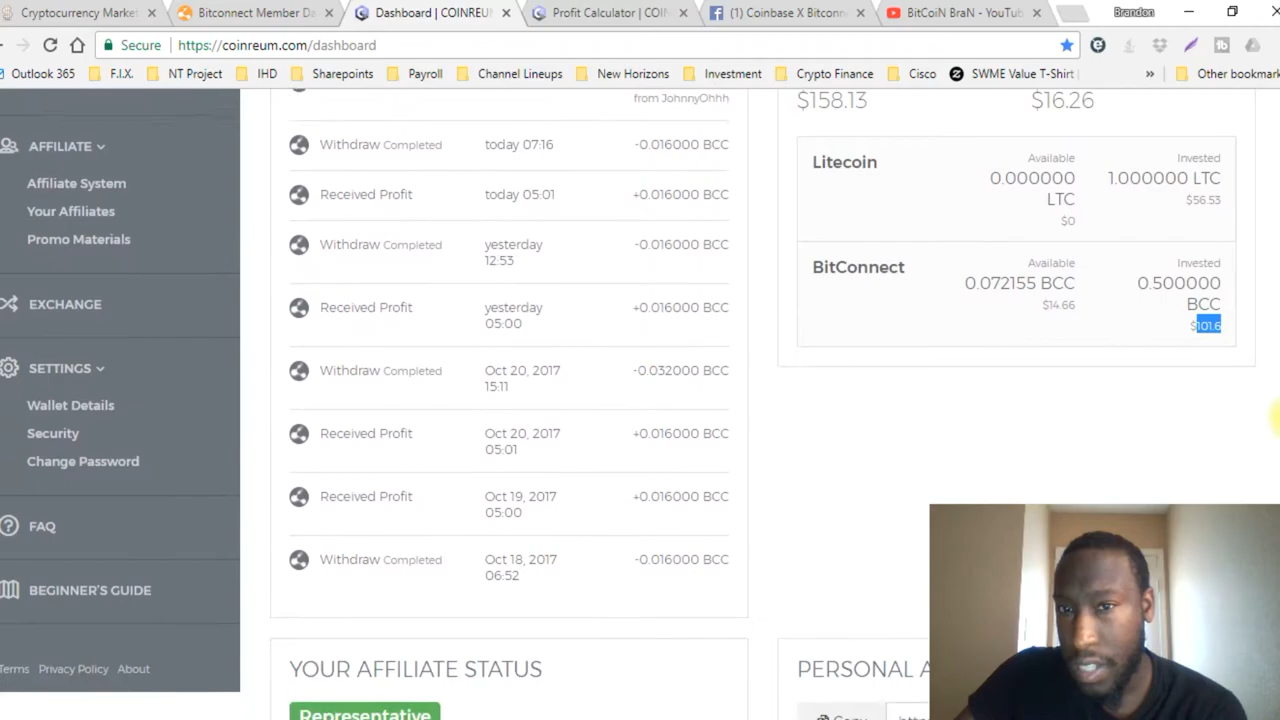 Cryptocurrency Market
Bitconnect Member Da
Dashboard | COINREUM
Profit Calculator | COIN
(1) Coinbase X Bitconn
BitCoiN BraN - YouTu
Brandon
Secure
https://coinreum.com/dashboard
Outlook 365
F.I.X.
NT Project
IHD
Sharepoints
Payroll
Channel Lineups
New Horizons
Investment
Crypto Finance
Cisco
SWME Value T-Shirt
»
Other bookmark
AFFILIATE
Affiliate System
Your Affiliates
Promo Materials
EXCHANGE
SETTINGS
Wallet Details
Security
Change Password
FAQ
BEGINNER'S GUIDE
Terms Privacy Policy About
from JohnnyOhhh
Withdraw Completed today 07:16 -0.016000 BCC
Received Profit today 05:01 +0.016000 BCC
Withdraw Completed yesterday 12:53 -0.016000 BCC
Received Profit yesterday 05:00 +0.016000 BCC
Withdraw Completed Oct 20, 2017 15:11 -0.032000 BCC
Received Profit Oct 20, 2017 05:01 +0.016000 BCC
Received Profit Oct 19, 2017 05:00 +0.016000 BCC
Withdraw Completed Oct 18, 2017 06:52 -0.016000 BCC
YOUR AFFILIATE STATUS
Representative
$158.13 $16.26
Litecoin
Available
0.000000
LTC
$0
Invested
1.000000 LTC
$56.53
BitConnect
Available
0.072155 BCC
$14.66
Invested
0.500000
BCC
$101.6
PERSONAL A
Copy